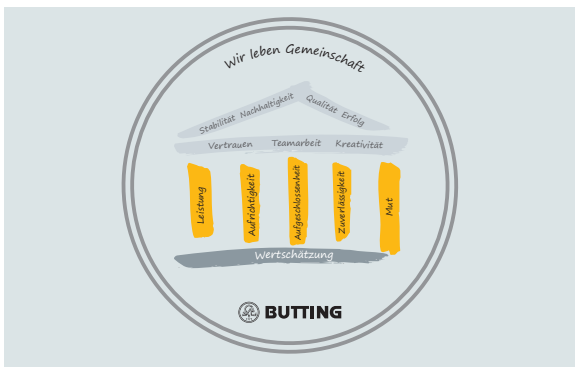 Wir leben Gemeinschaft
Stabilität Nachhaltigkeit Qualität Erfolg
Vertrauen Teamarbeit Kreativität
Leistung
Aufrichtigkeit
Aufgeschlossenheit
Zuverlässigkeit
Mut
Wertschätzung
BUTTING